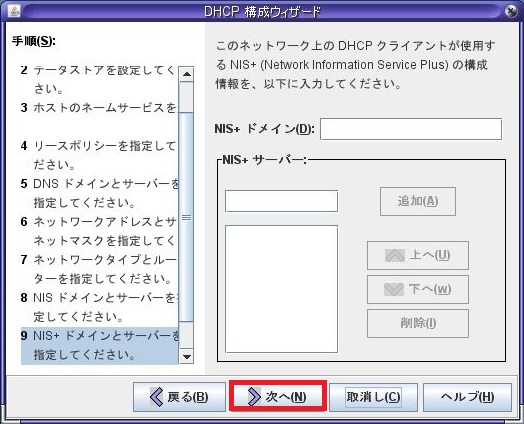 DHCP 構成ウィザード
手順(S):
2 データストアを設定してく
さい。
3 ホストのネームサービスを
4 リースポリシーを指定して
ださい。
5 DNS ドメインとサーバーを
指定してください。
6 ネットワークアドレスとサ
ネットマスクを指定してく
7 ネットワークタイプとルー
ターを指定してください。
8 NIS ドメインとサーバーを
定してください。
9 NIS+ ドメインとサーバーを
指定してください。
このネットワーク上の DHCP クライアントが使用す
る NIS+ (Network Information Service Plus) の構成
情報を、以下に入力してください。
NIS+ ドメイン(D):
NIS+ サーバー:
追加(A)
上へ(U)
下へ(w)
削除(I)
戻る(B)
次へ(N)
取消し(C)
ヘルプ(H)